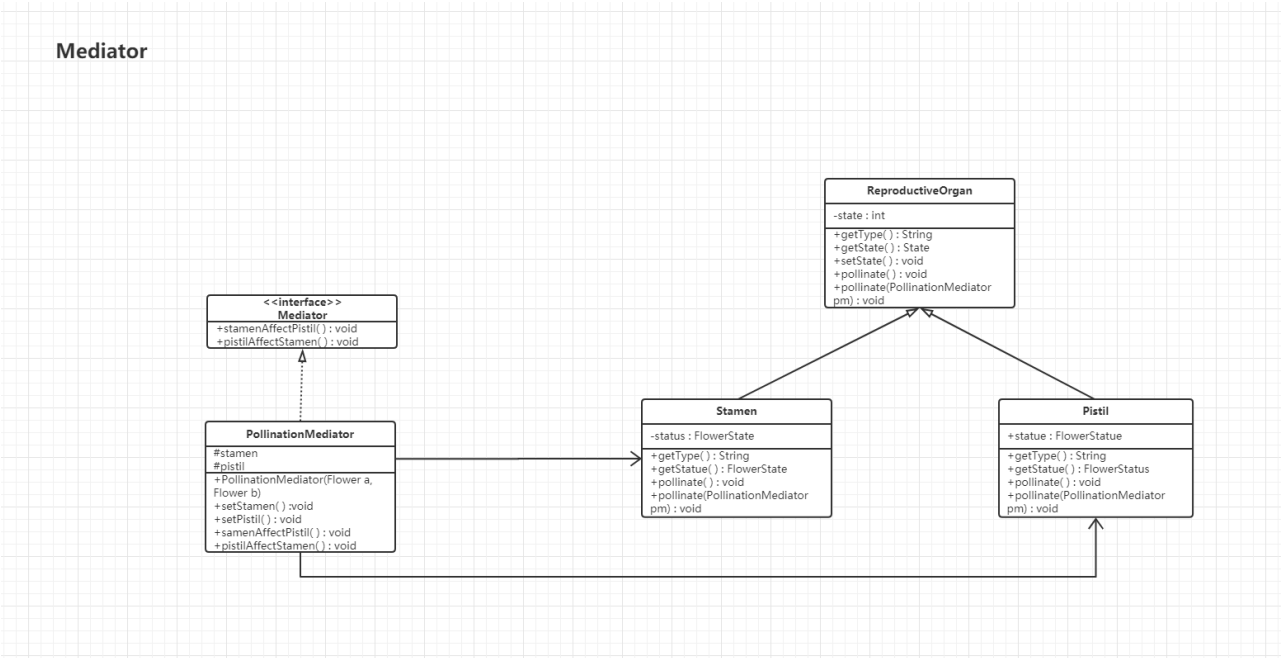 Mediator
ReproductiveOrgan
-state : int
+getType( ) : String
+getState( ) : State
+setState( ) : void
+pollinate( ) : void
+pollinate(PollinationMediator
pm) : void
<<interface>>
Mediator
+stamenAffectPistil( ) : void
+pistilAffectStamen( ) : void
PollinationMediator
#stamen
#pistil
+PollinationMediator(Flower a,
Flower b)
+setStamen( ) :void
+setPistil( ) : void
+samenAffectPistil( ) : void
+pistilAffectStamen( ) : void
Stamen
-status : FlowerState
+getType( ) : String
+getStatue( ) : FlowerState
+pollinate( ) : void
+pollinate(PollinationMediator
pm) : void
Pistil
+statue : FlowerStatue
+getType( ) : String
+getStatue( ) : FlowerStatus
+pollinate( ) : void
+pollinate(PollinationMediator
pm) : void